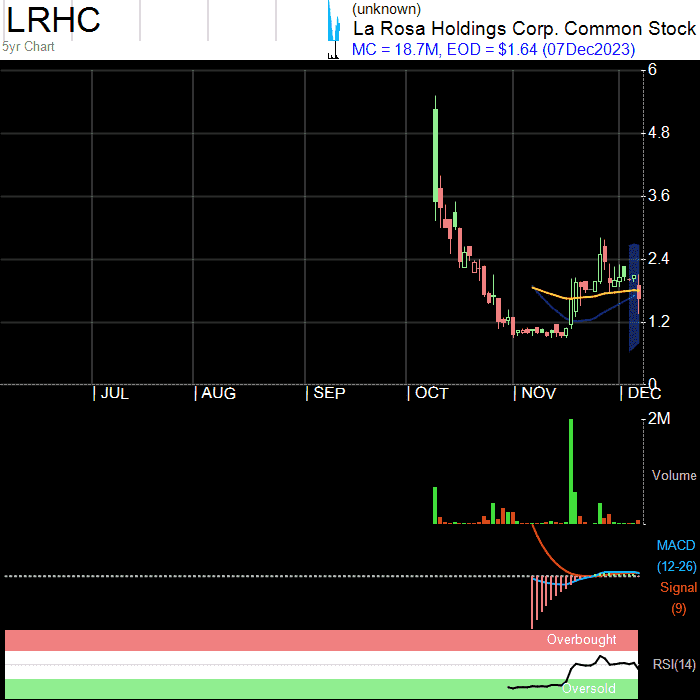 LRHC
5yr Chart
(unknown)
La Rosa Holdings Corp. Common Stock
MC = 18.7M, EOD = $1.64 (07Dec2023)
6
4.8
3.6
2.4
1.2
0
JUL AUG SEP OCT NOV DEC
2M
Volume
MACD
(12-26)
Signal
(9)
Overbought
RSI(14)
Oversold